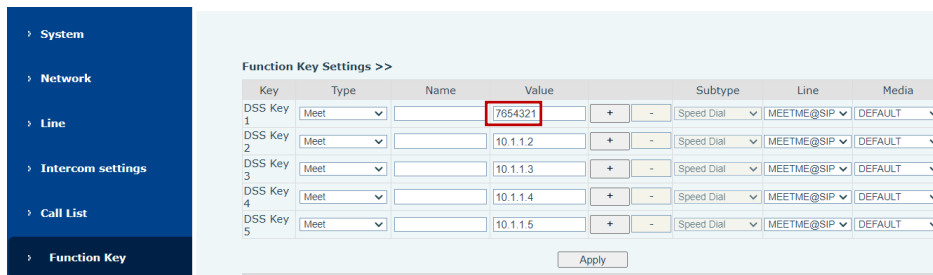 › System
› Network
› Line
› Intercom settings
› Call List
› Function Key
Function Key Settings >>
Key Type Name Value Subtype Line Media
DSS Key 1 Meet 7654321 + - Speed Dial MEETME@SIP DEFAULT
DSS Key 2 Meet 10.1.1.2 + - Speed Dial MEETME@SIP DEFAULT
DSS Key 3 Meet 10.1.1.3 + - Speed Dial MEETME@SIP DEFAULT
DSS Key 4 Meet 10.1.1.4 + - Speed Dial MEETME@SIP DEFAULT
DSS Key 5 Meet 10.1.1.5 + - Speed Dial MEETME@SIP DEFAULT
Apply